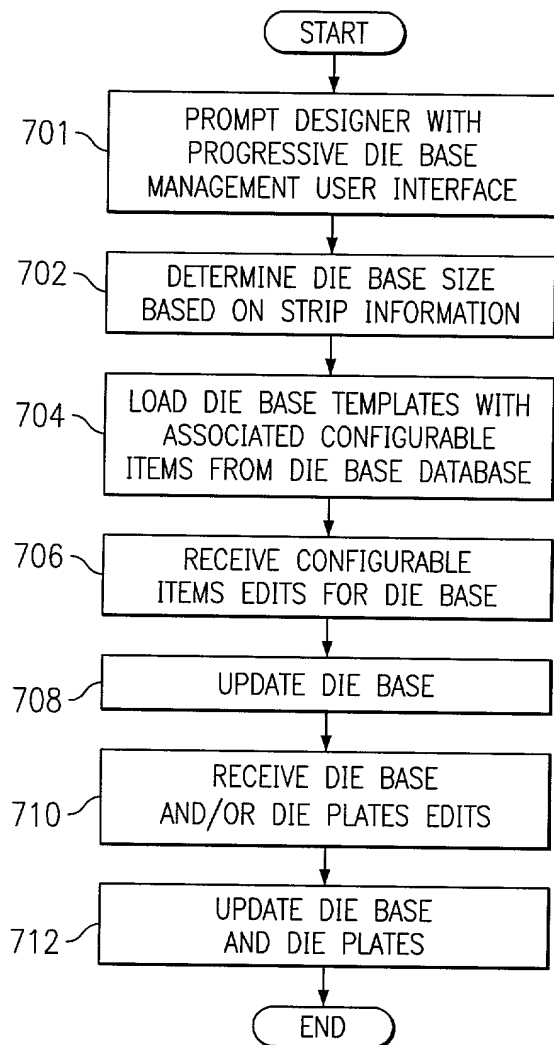 START
701
PROMPT DESIGNER WITH
PROGRESSIVE DIE BASE
MANAGEMENT USER INTERFACE
702
DETERMINE DIE BASE SIZE
BASED ON STRIP INFORMATION
704
LOAD DIE BASE TEMPLATES WITH
ASSOCIATED CONFIGURABLE
ITEMS FROM DIE BASE DATABASE
706
RECEIVE CONFIGURABLE
ITEMS EDITS FOR DIE BASE
708
UPDATE DIE BASE
710
RECEIVE DIE BASE
AND/OR DIE PLATES EDITS
712
UPDATE DIE BASE
AND DIE PLATES
END